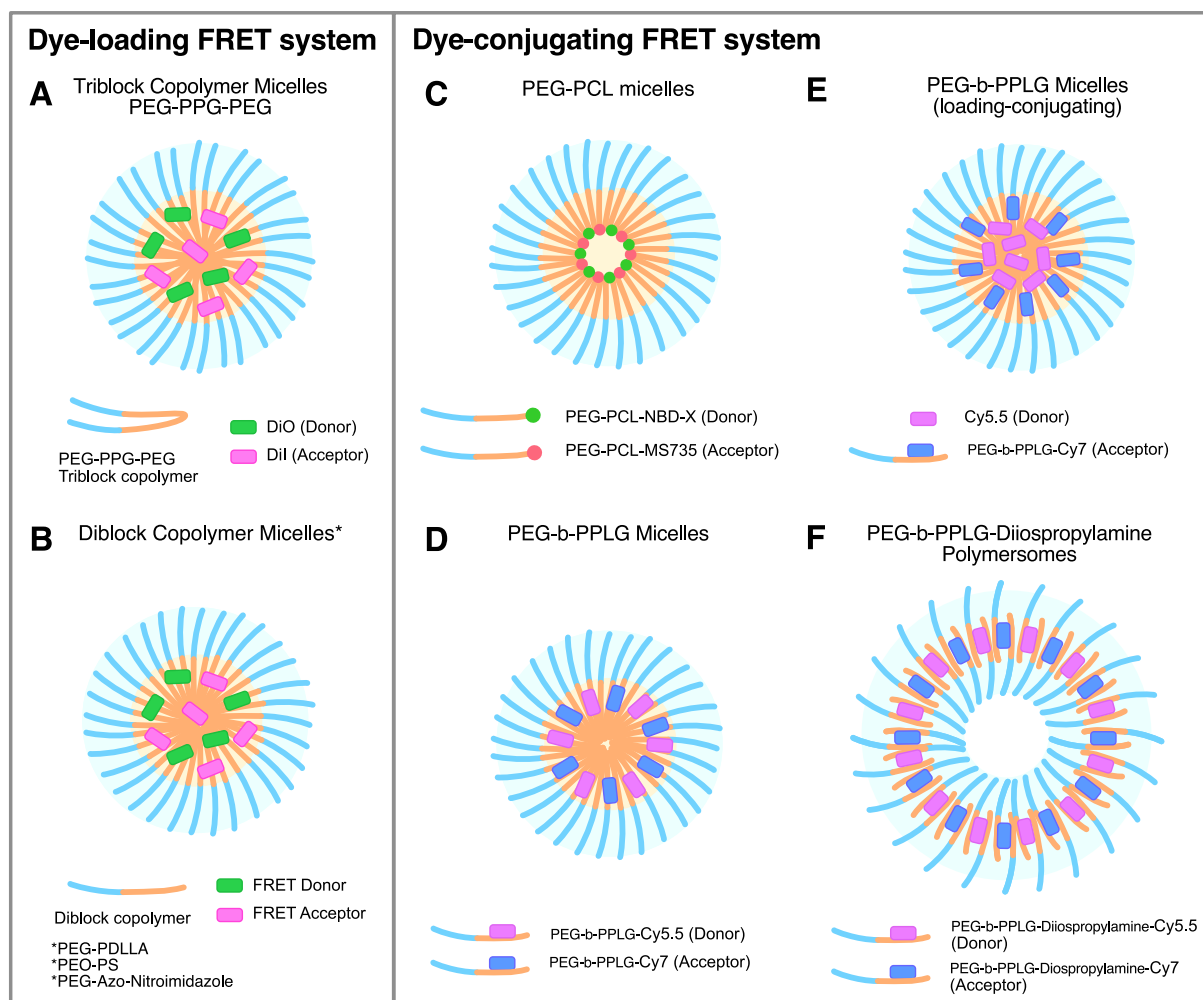 Dye-loading FRET system
A
Triblock Copolymer Micelles
PEG-PPG-PEG
PEG-PPG-PEG
Triblock copolymer
DiO (Donor)
DiI (Acceptor)
B
Diblock Copolymer Micelles*
Diblock copolymer
FRET Donor
FRET Acceptor
*PEG-PDLLA
*PEO-PS
*PEG-Azo-Nitroimidazole
Dye-conjugating FRET system
C
PEG-PCL micelles
PEG-PCL-NBD-X (Donor)
PEG-PCL-MS735 (Acceptor)
E
PEG-b-PPLG Micelles
(loading-conjugating)
Cy5.5 (Donor)
PEG-b-PPLG-Cy7 (Acceptor)
D
PEG-b-PPLG Micelles
PEG-b-PPLG-Cy5.5 (Donor)
PEG-b-PPLG-Cy7 (Acceptor)
F
PEG-b-PPLG-Diiospropylamine
Polymersomes
PEG-b-PPLG-Diiospropylamine-Cy5.5
(Donor)
PEG-b-PPLG-Diospropylamine-Cy7
(Acceptor)